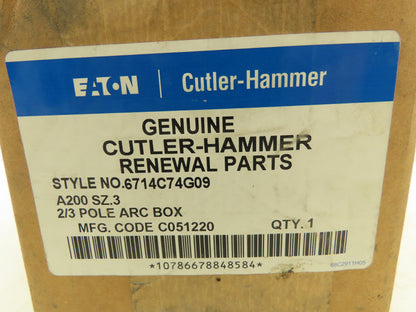 EATON Cutler-Hammer
GENUINE
CUTLER-HAMMER
RENEWAL PARTS
STYLE NO.6714C74G09
A200 SZ.3
2/3 POLE ARC BOX
MFG. CODE C051220 QTY. 1
*10786678848584*
68C2911H05